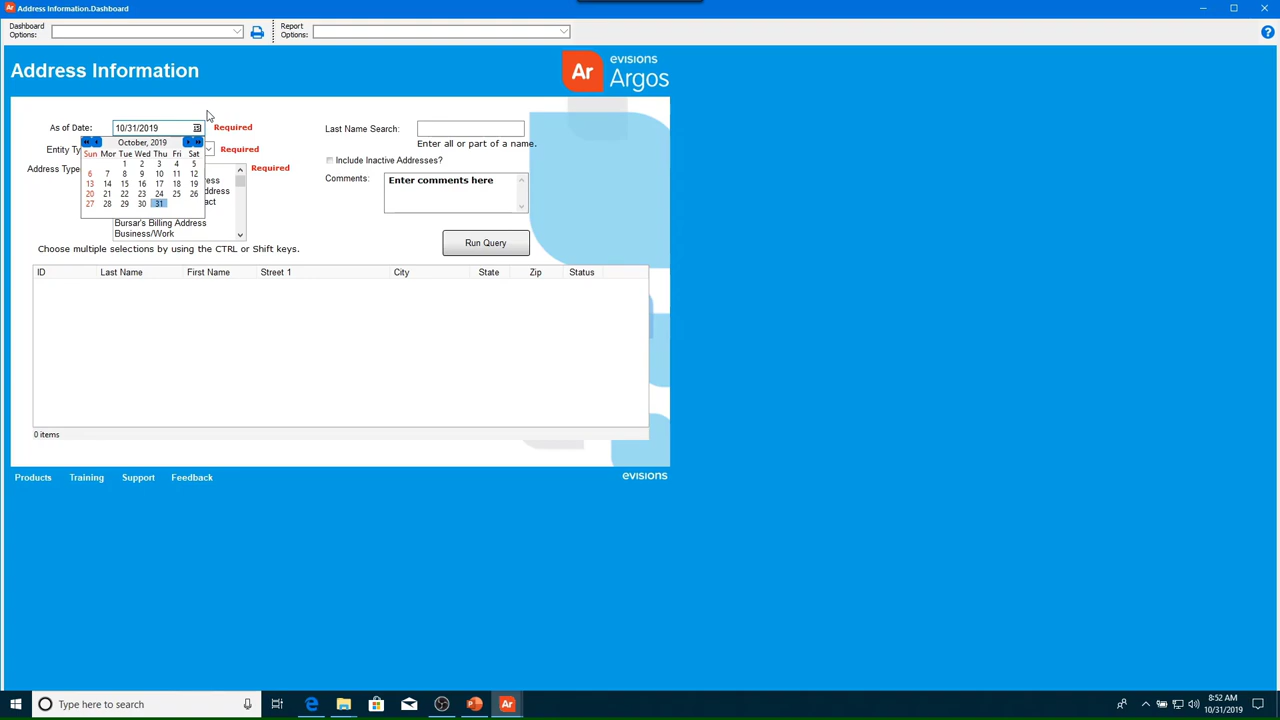 Address Information.Dashboard
Dashboard Options:
Report Options:
Address Information
Ar evisions Argos
As of Date: 10/31/2019 Required
October, 2019
Sun Mon Tue Wed Thu Fri Sat
1 2 3 4 5
6 7 8 9 10 11 12
13 14 15 16 17 18 19
20 21 22 23 24 25 26
27 28 29 30 31
Entity Ty Required
Address Type Required
ress
ddress
act
Bursar's Billing Address
Business/Work
Choose multiple selections by using the CTRL or Shift keys.
Last Name Search:
Enter all or part of a name.
Include Inactive Addresses?
Comments: Enter comments here
Run Query
ID Last Name First Name Street 1 City State Zip Status
0 items
Products Training Support Feedback evisions
Type here to search
8:52 AM
10/31/2019